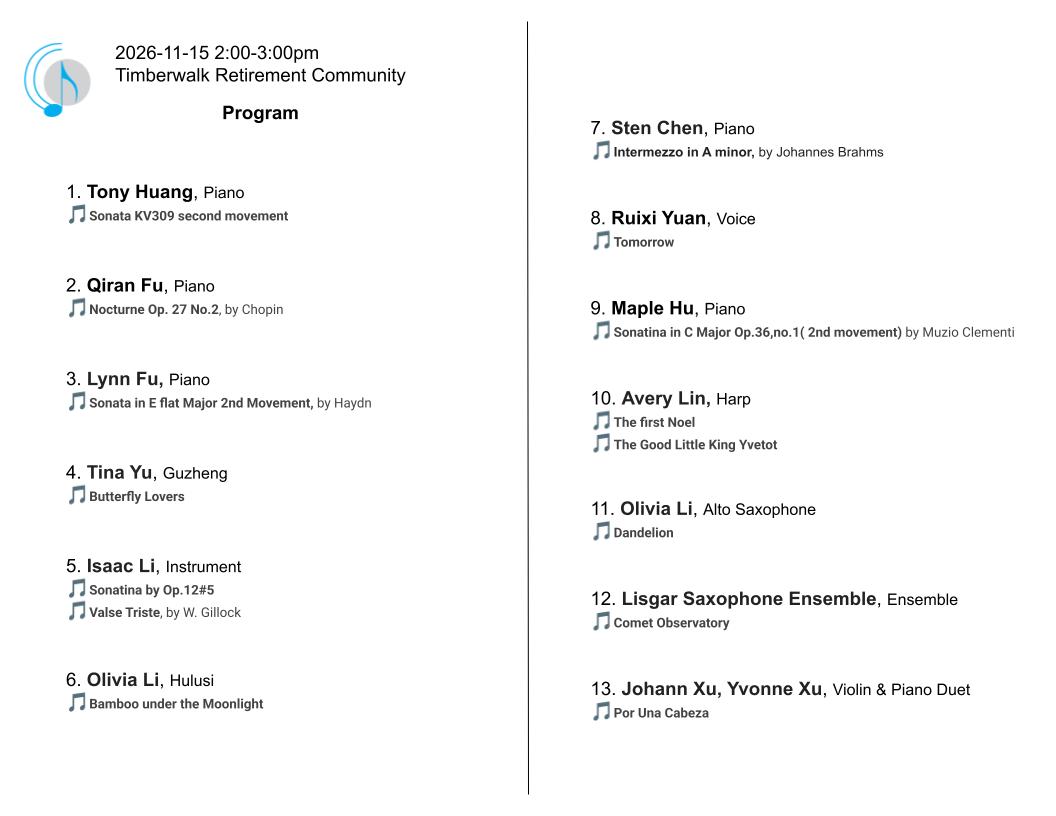 2026-11-15 2:00-3:00pm
Timberwalk Retirement Community
Program
1. Tony Huang, Piano
Sonata KV309 second movement
2. Qiran Fu, Piano
Nocturne Op. 27 No.2, by Chopin
3. Lynn Fu, Piano
Sonata in E flat Major 2nd Movement, by Haydn
4. Tina Yu, Guzheng
Butterfly Lovers
5. Isaac Li, Instrument
Sonatina by Op.12#5
Valse Triste, by W. Gillock
6. Olivia Li, Hulusi
Bamboo under the Moonlight
7. Sten Chen, Piano
Intermezzo in A minor, by Johannes Brahms
8. Ruixi Yuan, Voice
Tomorrow
9. Maple Hu, Piano
Sonatina in C Major Op.36,no.1( 2nd movement) by Muzio Clementi
10. Avery Lin, Harp
The first Noel
The Good Little King Yvetot
11. Olivia Li, Alto Saxophone
Dandelion
12. Lisgar Saxophone Ensemble, Ensemble
Comet Observatory
13. Johann Xu, Yvonne Xu, Violin & Piano Duet
Por Una Cabeza